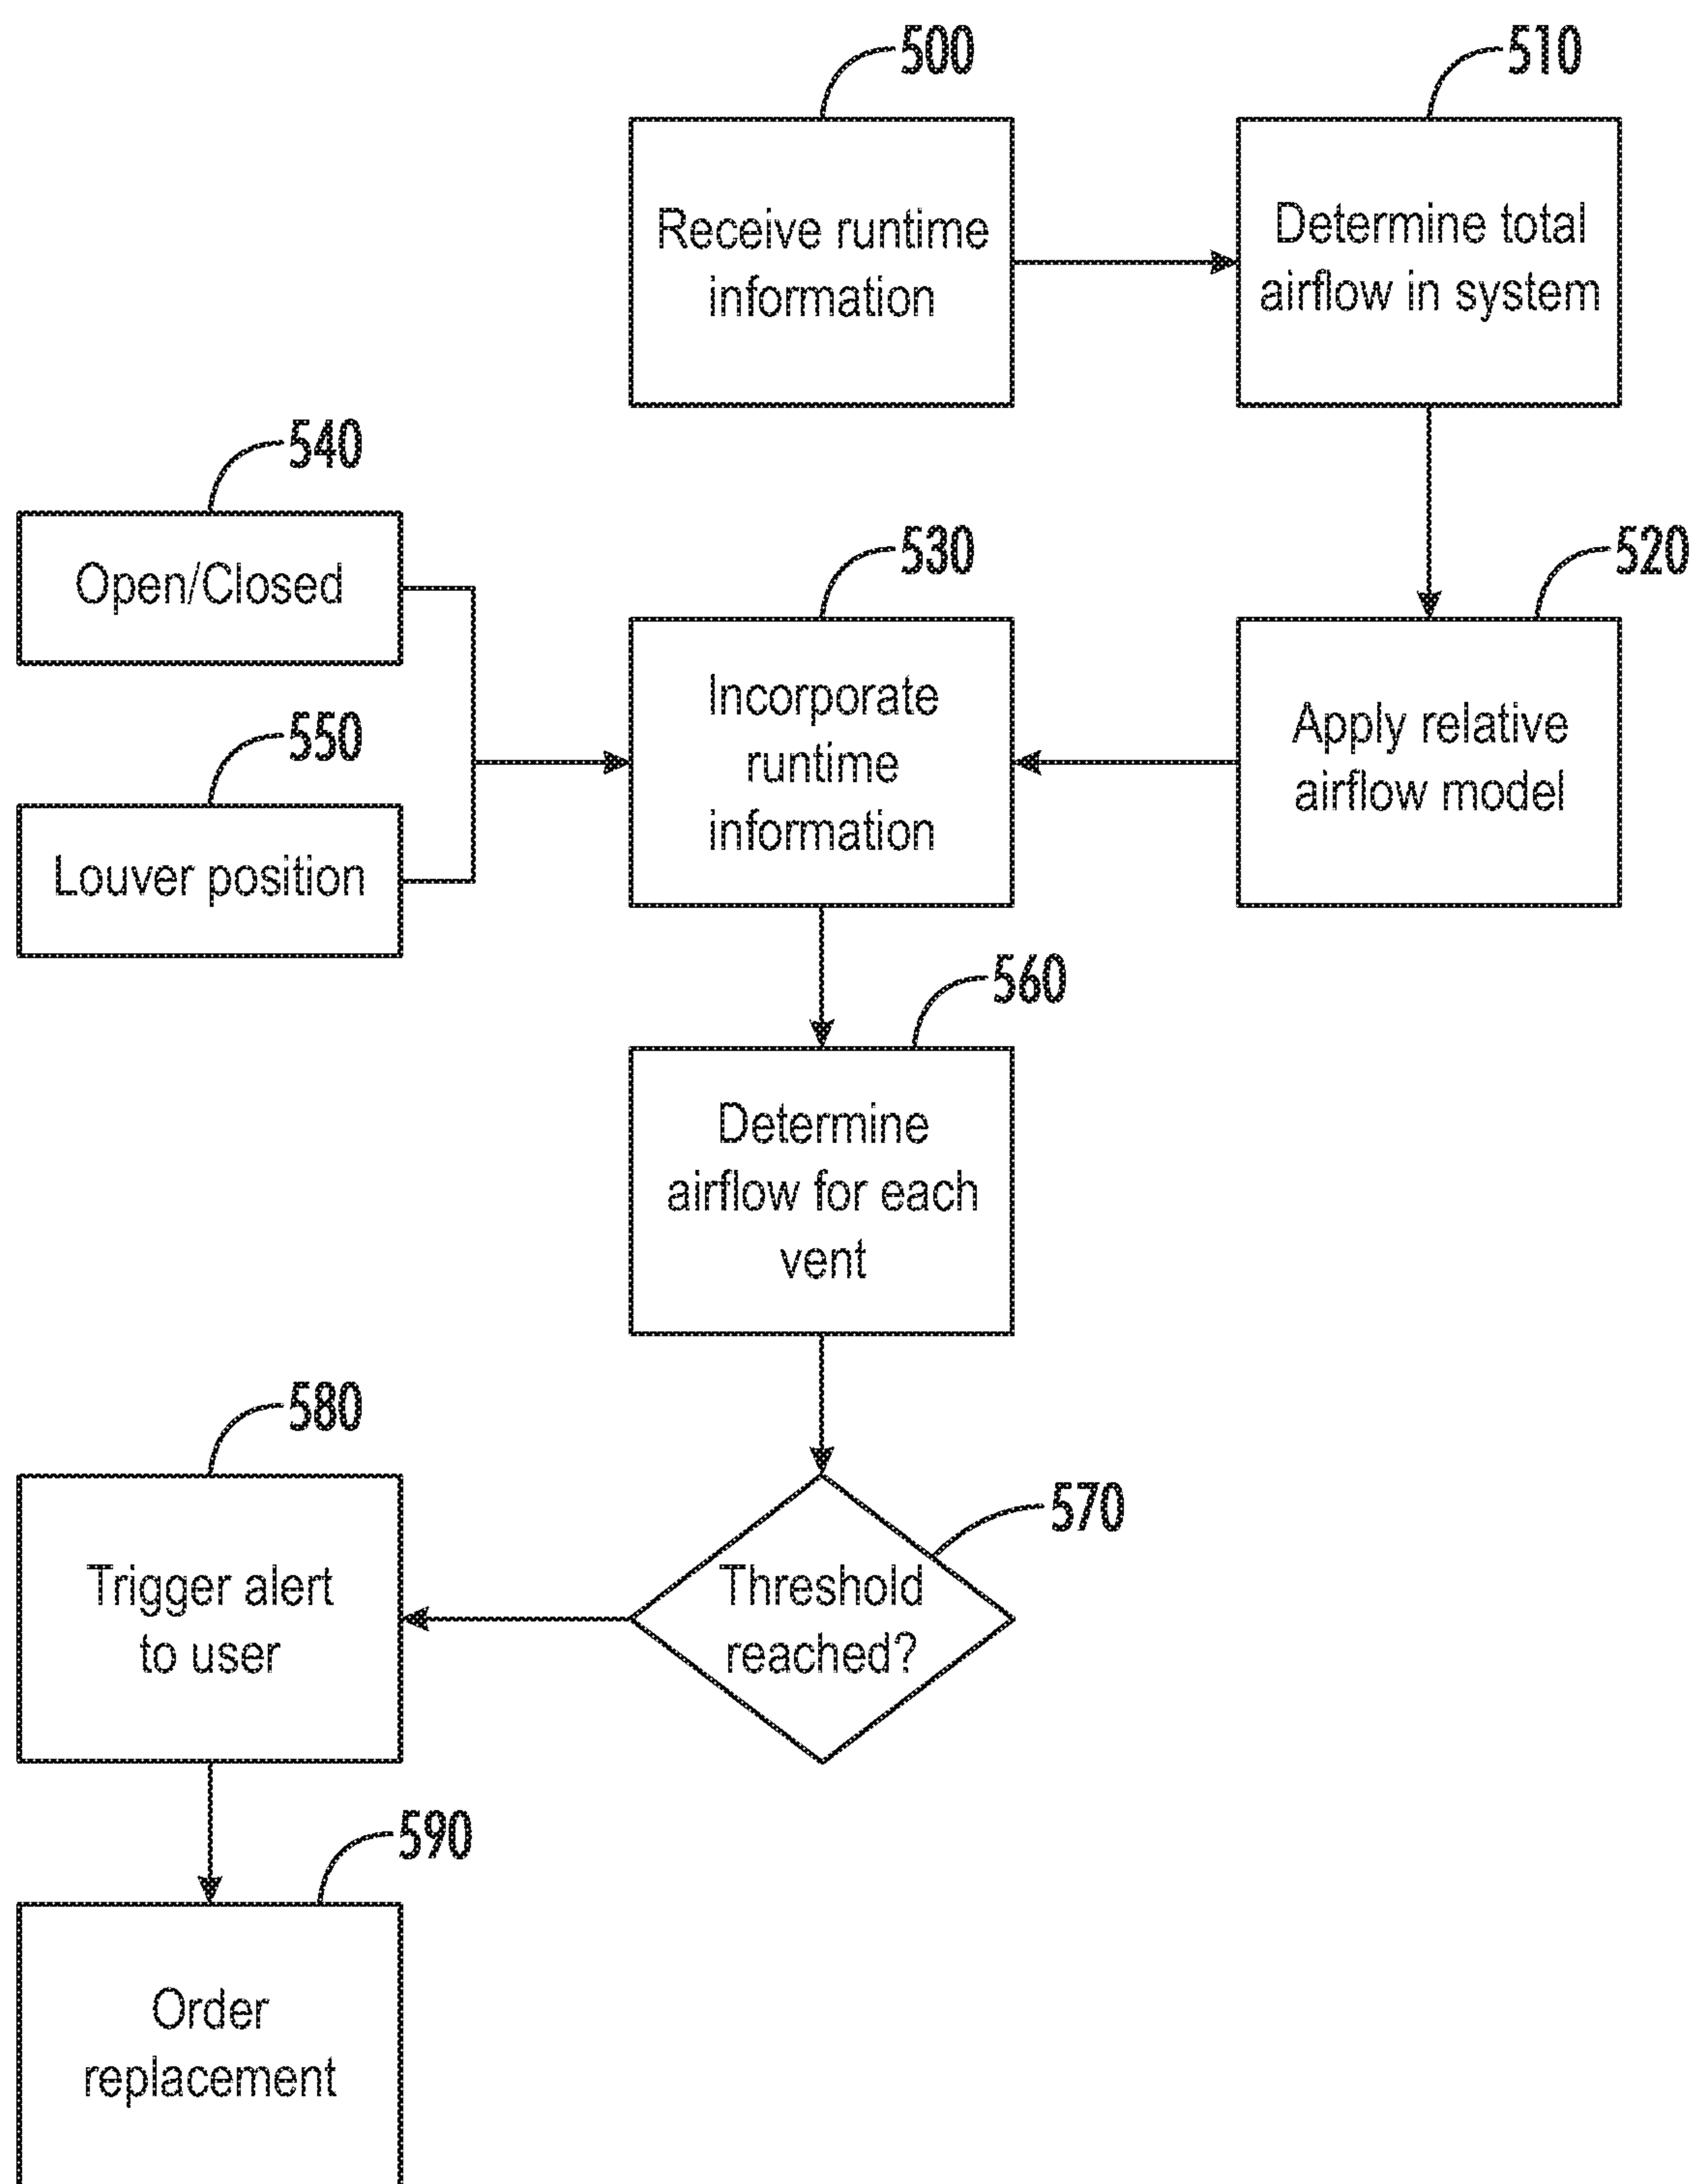 500
510
Receive runtime
information
Determine total
airflow in system
540
Open/Closed
530
520
550
Louver position
Incorporate
runtime
information
Apply relative
airflow model
560
Determine
airflow for each
vent
580
570
Trigger alert
to user
Threshold
reached?
590
Order
replacement